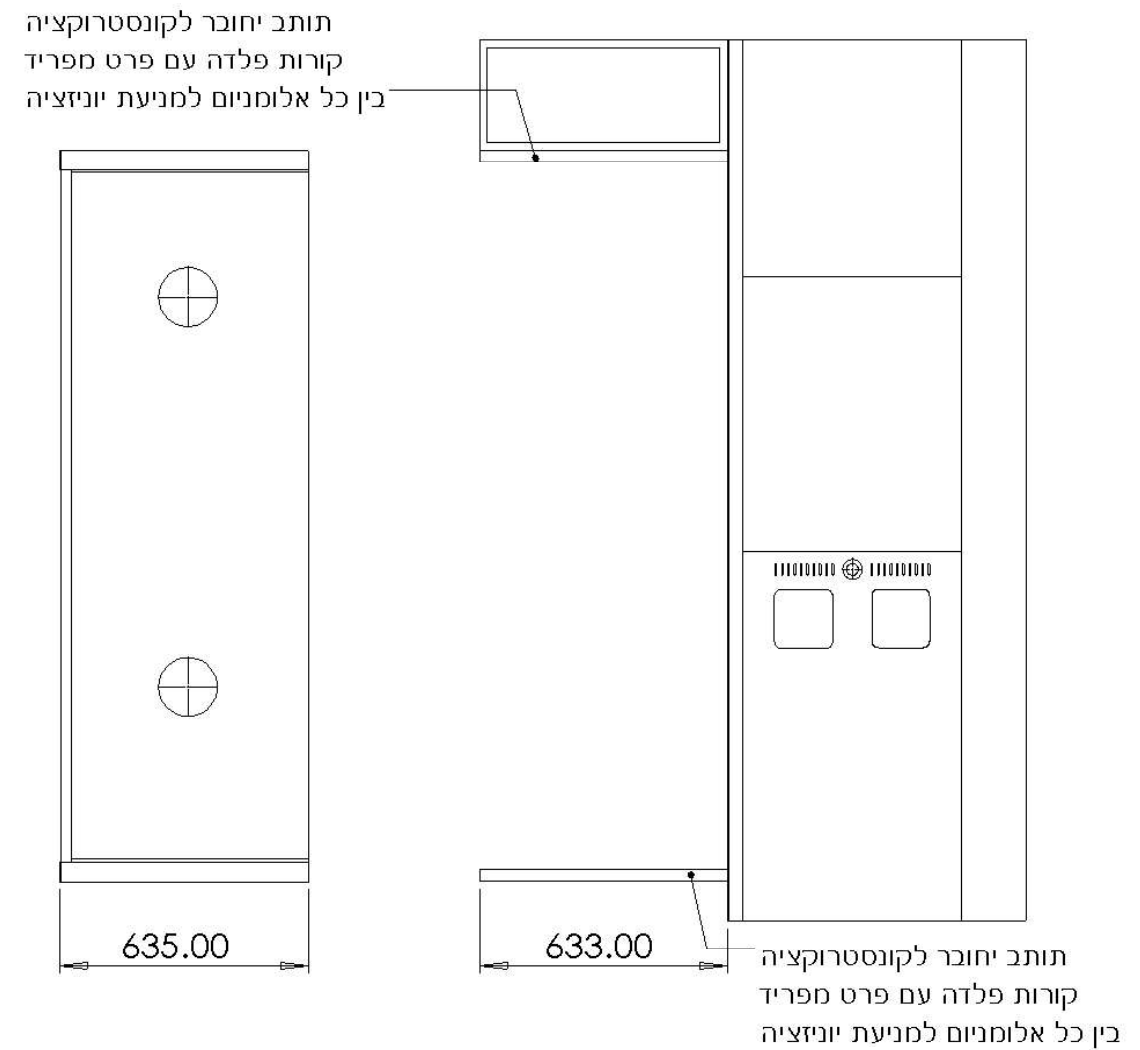 תותב יחובר לקונסטרוקציה
קורות פלדה עם פרט מפריד
בין כל אלומניום למניעת יוניזציה
635.00
633.00
תותב יחובר לקונסטרוקציה
קורות פלדה עם פרט מפריד
בין כל אלומניום למניעת יוניזציה